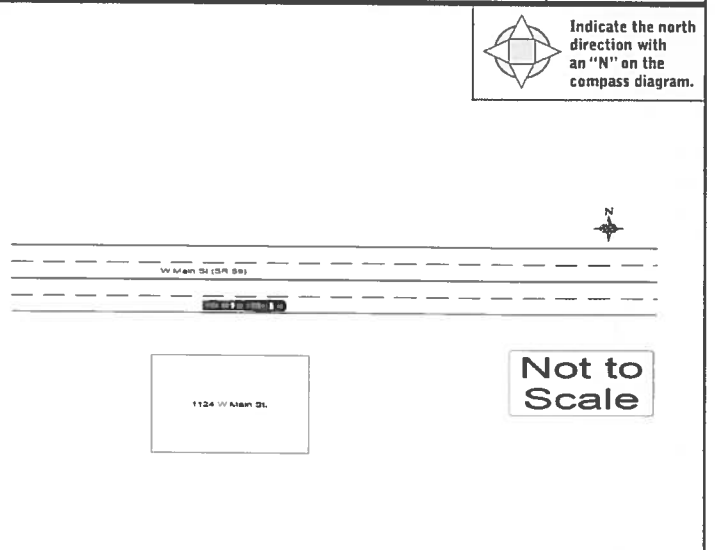 Indicate the north
direction with
an "N" on the
compass diagram.
N
W Main St (SR 59)
1124 W Main St.
Not to
Scale